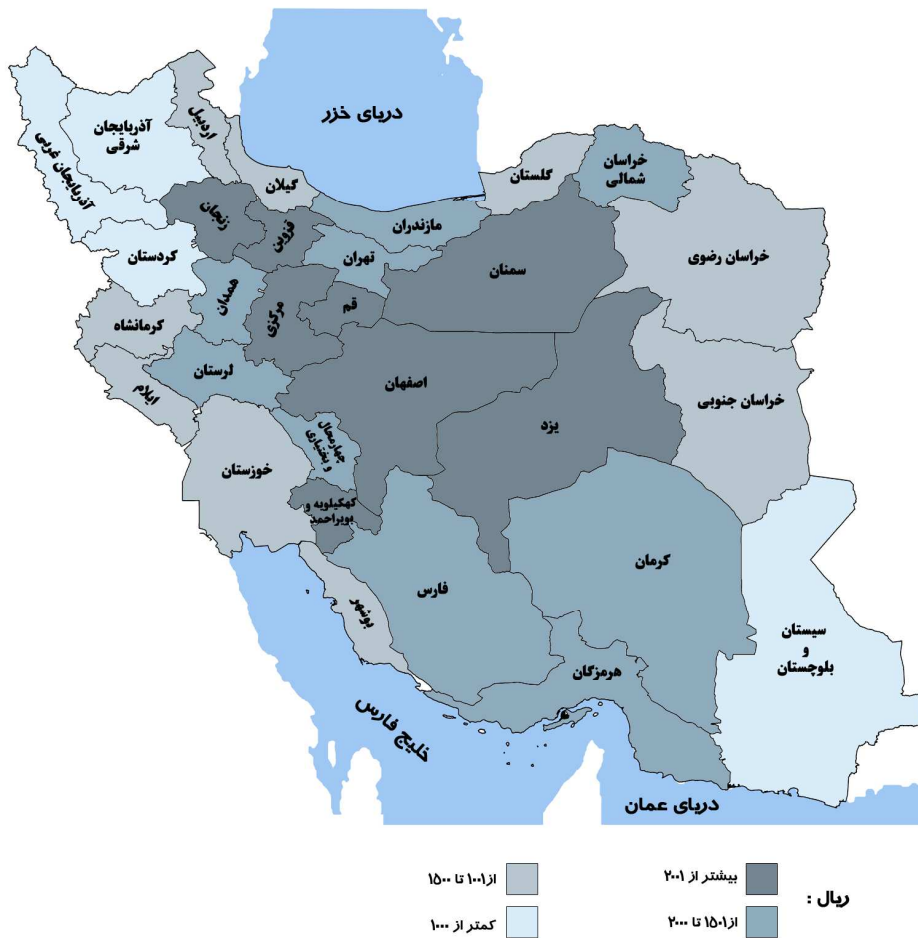 دریای خزر
آذربایجان
شرقی
اردبیل
آذربایجان غربی
گیلان
گلستان
خراسان
شمالی
مازندران
زنجان
قزوین
تهران
سمنان
خراسان رضوی
کردستان
همدان
مرکزی
قم
کرمانشاه
لرستان
اصفهان
ایلام
یزد
خراسان جنوبی
چهارمحال
و بختیاری
خوزستان
کهکیلویه و
بویراحمد
کرمان
فارس
بوشهر
سیستان
و
بلوچستان
هرمزگان
خلیج فارس
دریای عمان
ریال :
بیشتر از ۲۰۰۱
از ۱۵۰۱ تا ۲۰۰۰
از ۱۰۰۱ تا ۱۵۰۰
کمتر از ۱۰۰۰